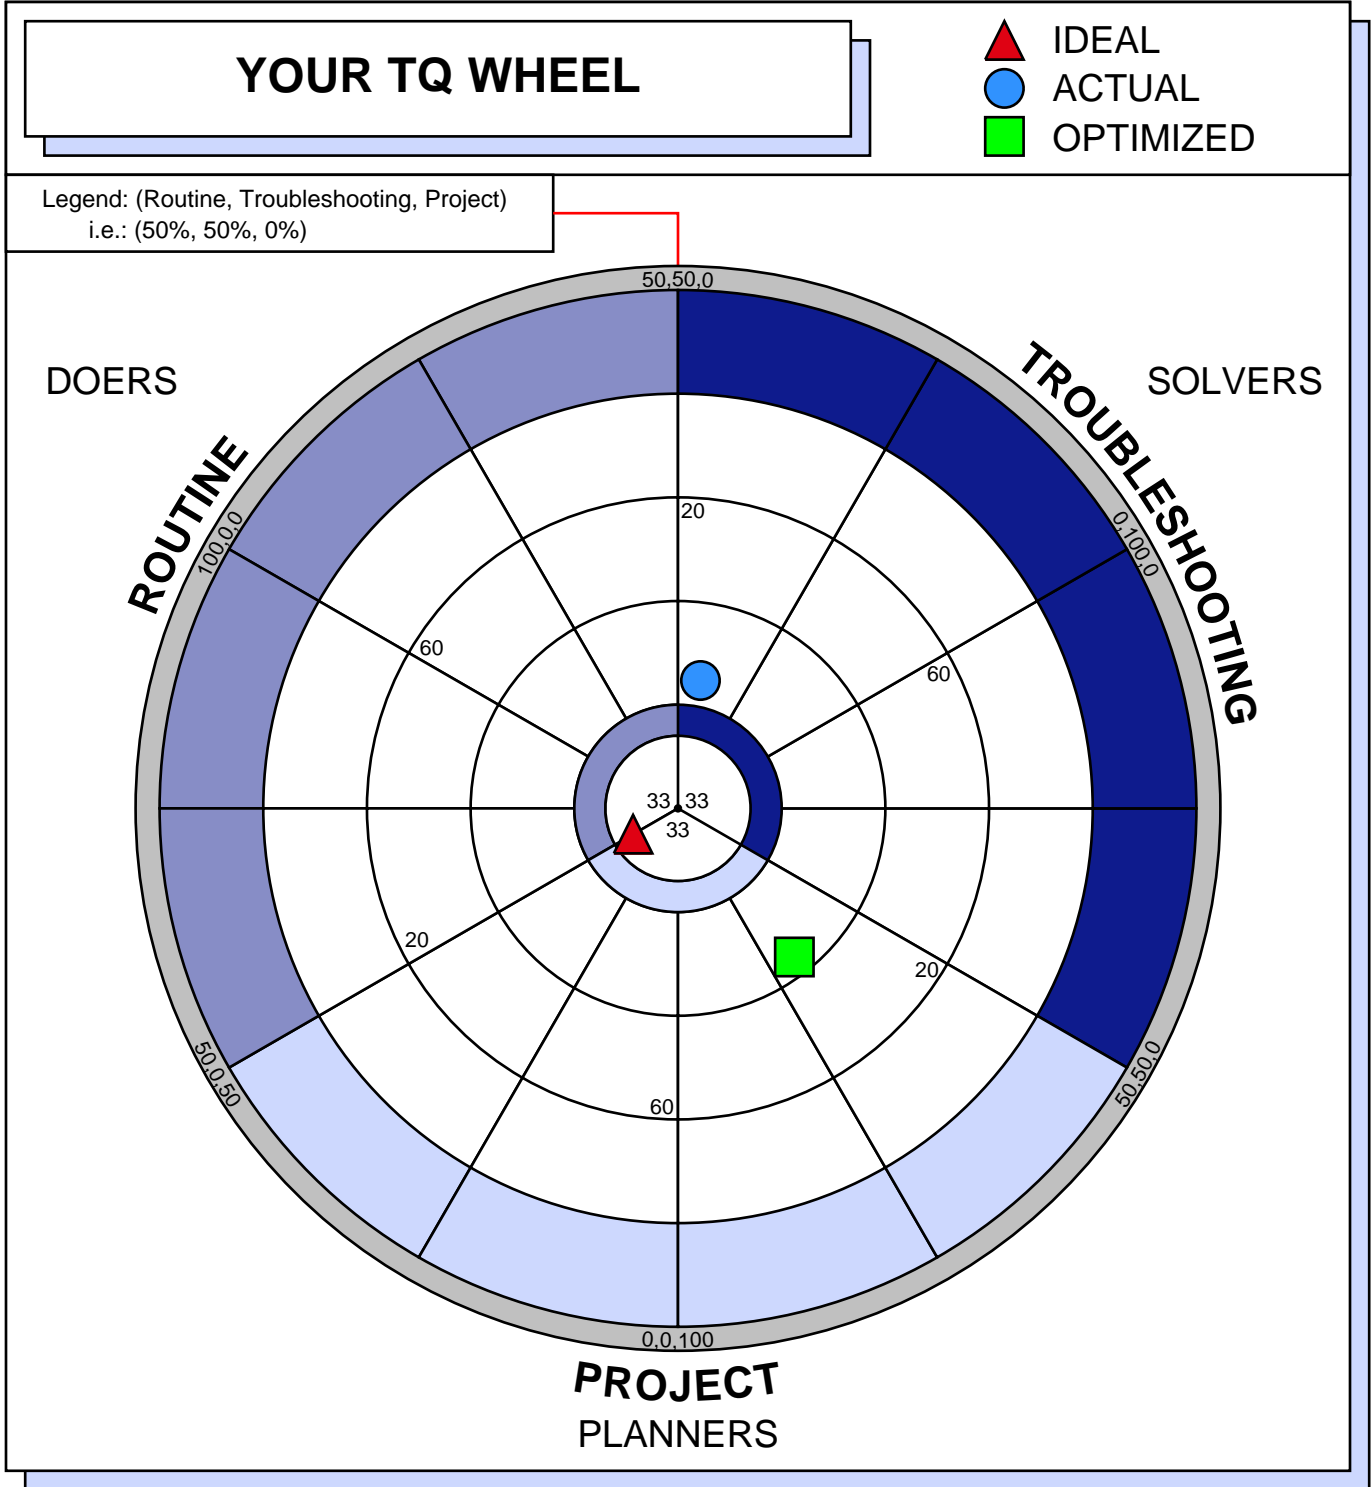 YOUR TQ WHEEL
IDEAL
ACTUAL
OPTIMIZED
Legend: (Routine, Troubleshooting, Project)
i.e.: (50%, 50%, 0%)
50,50,0
DOERS
SOLVERS
ROUTINE
TROUBLESHOOTING
100,0,0
0,100,0
20
60
60
33
33
33
20
20
50,0,50
50,50,0
60
0,0,100
PROJECT
PLANNERS